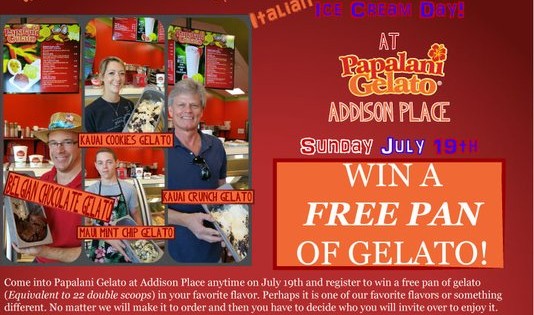 Italian
Ice Cream Day!
AT
Papalani
Gelato®
ADDISON PLACE
Sunday July 19th
Papalani Gelato
Papalani Gelato
KAUAI COOKIES GELATO
BELGIAN CHOCOLATE GELATO
KAUAI CRUNCH GELATO
MAUI MINT CHIP GELATO
WIN A
FREE PAN
OF GELATO!
Come into Papalani Gelato at Addison Place anytime on July 19th and register to win a free pan of gelato
(Equivalent to 22 double scoops) in your favorite flavor. Perhaps it is one of our favorite flavors or something
different. No matter we will make it to order and then you have to decide who you will invite over to enjoy it.